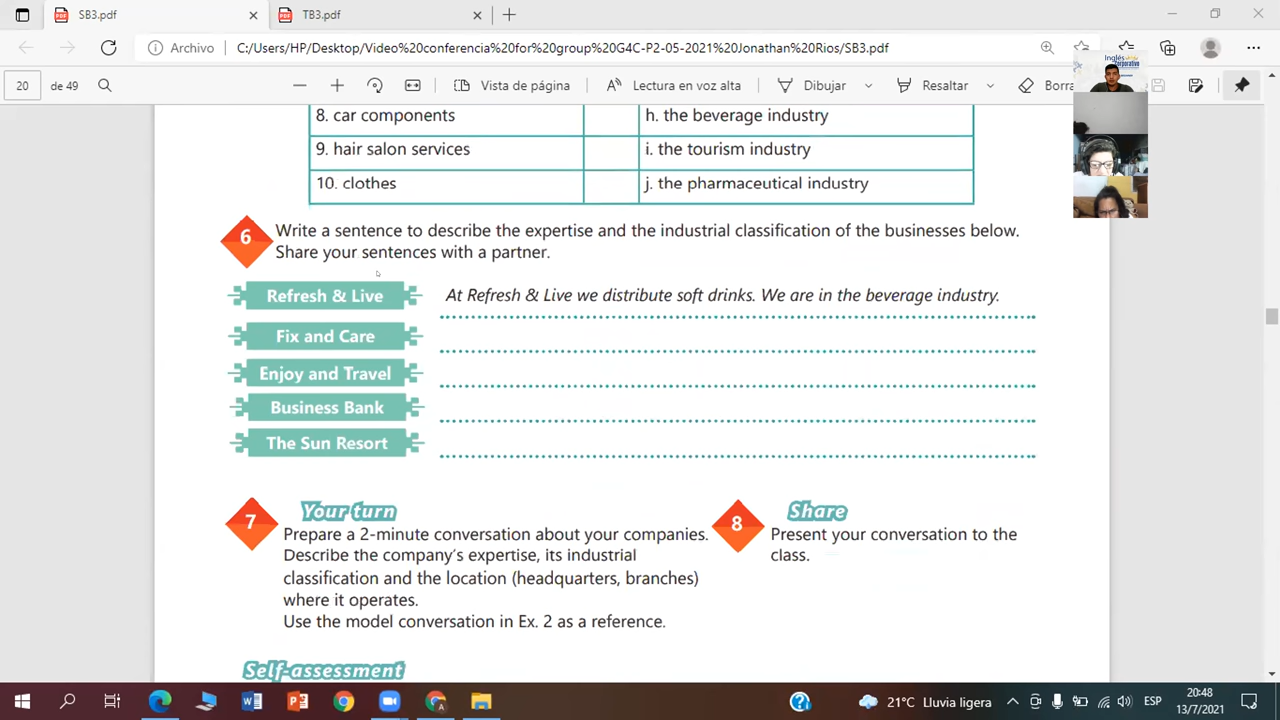 SB3.pdf
TB3.pdf
Archivo
C:/Users/HP/Desktop/Video%20conferencia%20for%20group%20G4C-P2-05-2021%20Jonathan%20Rios/SB3.pdf
20 de 49
Vista de página
Lectura en voz alta
Dibujar
Resaltar
Borra
Inglés
Corporativo
8. car components
h. the beverage industry
9. hair salon services
i. the tourism industry
10. clothes
j. the pharmaceutical industry
6
Write a sentence to describe the expertise and the industrial classification of the businesses below.
Share your sentences with a partner.
Refresh & Live
At Refresh & Live we distribute soft drinks. We are in the beverage industry.
Fix and Care
Enjoy and Travel
Business Bank
The Sun Resort
7
Your turn
Prepare a 2-minute conversation about your companies.
Describe the company's expertise, its industrial
classification and the location (headquarters, branches)
where it operates.
Use the model conversation in Ex. 2 as a reference.
8
Share
Present your conversation to the
class.
Self-assessment
21°C Lluvia ligera
ESP
20:48
13/7/2021